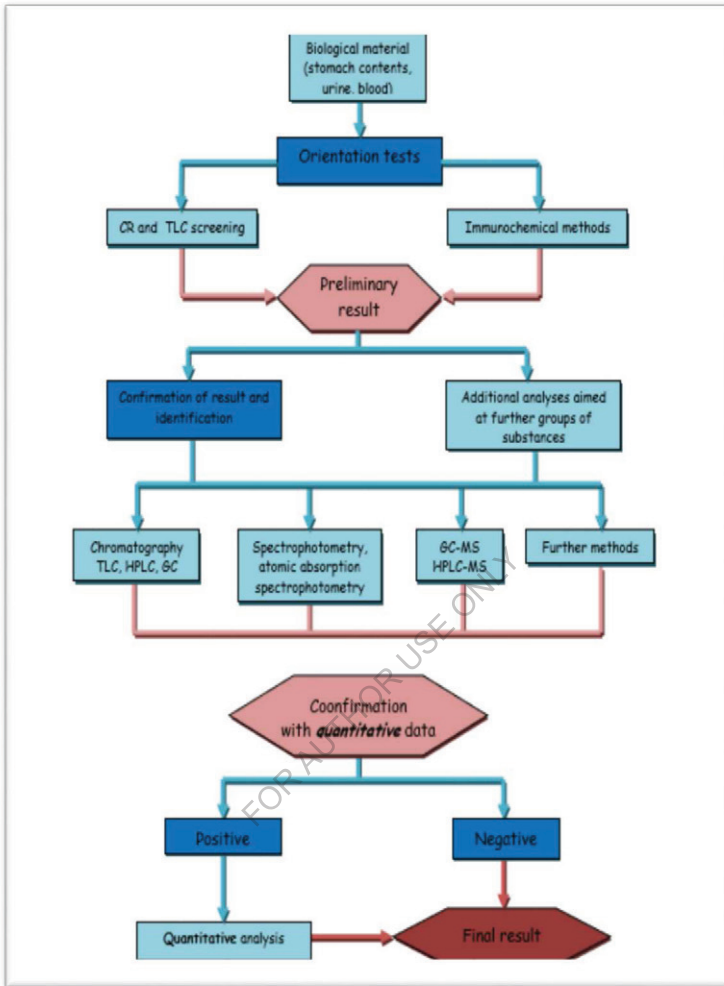 Biological material
(stomach contents,
urine, blood)
Orientation tests
CR and TLC screening
Immunochemical methods
Preliminary
result
Confirmation of result and
identification
Additional analyses aimed
at further groups of
substances
Chromatography
TLC, HPLC, GC
Spectrophotometry,
atomic absorption
spectrophotometry
GC-MS
HPLC-MS
Further methods
Coonfirmation
with quantitative data
Positive
Negative
Quantitative analysis
Final result
FOR AUTHOR USE ONLY